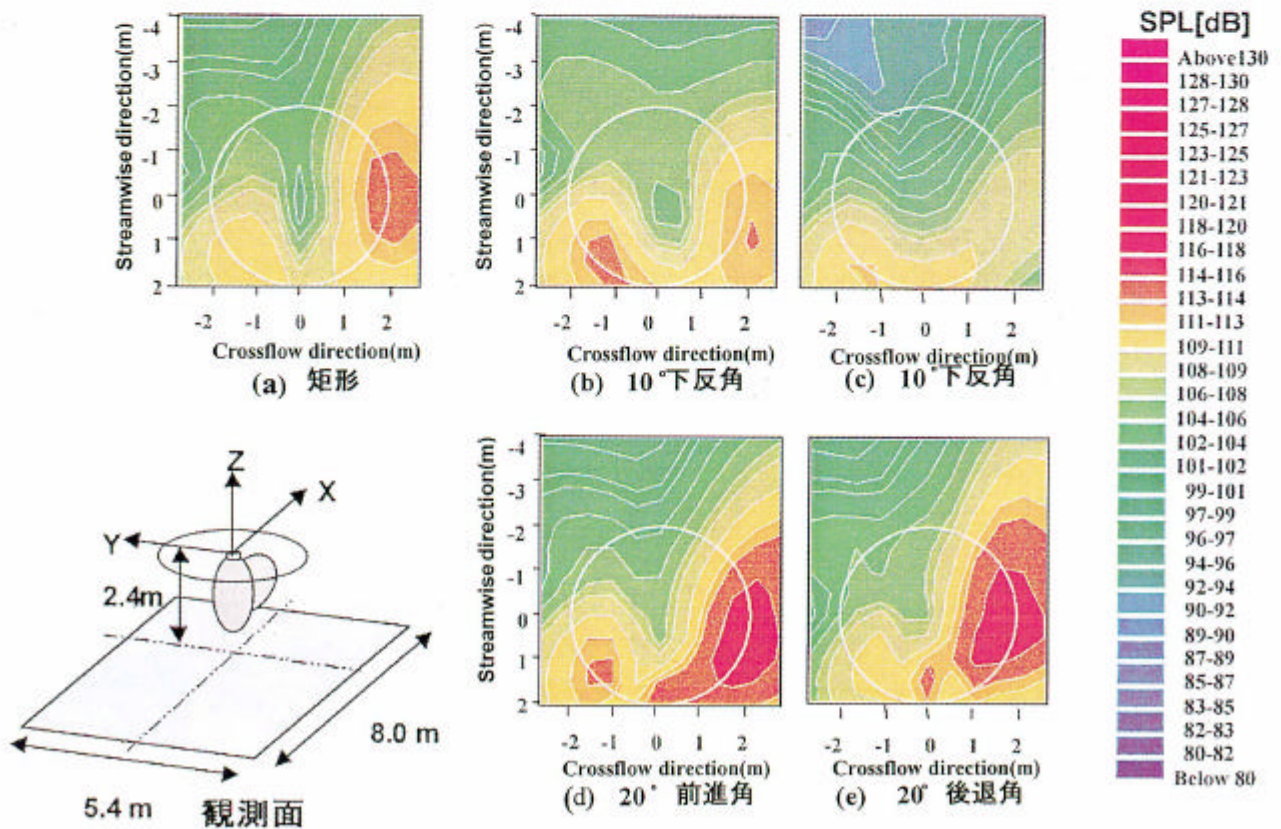 SPL[dB]
Above130
128-130
127-128
125-127
123-125
121-123
120-121
118-120
116-118
114-116
113-114
111-113
109-111
108-109
106-108
104-106
102-104
101-102
99-101
97-99
96-97
94-96
92-94
90-92
89-90
87-89
85-87
83-85
82-83
80-82
Below 80
Streamwise direction(m)
-4
-3
-2
-1
0
1
2
-2 -1 0 1 2
Crossflow direction(m)
(a) 矩形
Streamwise direction(m)
-4
-3
-2
-1
0
1
2
-2 -1 0 1 2
Crossflow direction(m)
(b) 10°下反角
-2 -1 0 1 2
Crossflow direction(m)
(c) 10°下反角
Z
X
Y
2.4m
8.0 m
5.4 m
観測面
Streamwise direction(m)
-4
-3
-2
-1
0
1
2
-2 -1 0 1 2
Crossflow direction(m)
(d) 20° 前進角
-2 -1 0 1 2
Crossflow direction(m)
(e) 20° 後退角